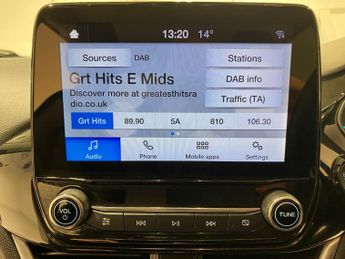 13:20 14°
Sources DAB Stations
Grt Hits E Mids
DAB info
Discover more at greatesthitsra
dio.co.uk
Traffic (TA)
Grt Hits 89.90 5A 810 106.30
Audio Phone Mobile apps Settings
VOL
TUNE